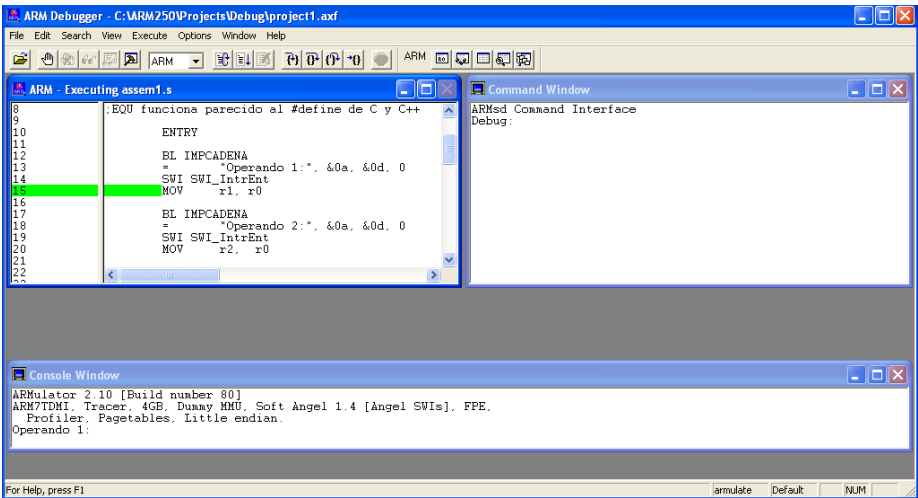 ARM Debugger - C:\ARM250\Projects\Debug\project1.axf
File Edit Search View Execute Options Window Help
ARM
ARM
ARM - Executing assem1.s
8 ;EQU funciona parecido al #define de C y C++
9
10 ENTRY
11
12 BL IMPCADENA
13 = "Operando 1:", &0a, &0d, 0
14 SWI SWI_IntrEnt
15 MOV r1, r0
16
17 BL IMPCADENA
18 = "Operando 2:", &0a, &0d, 0
19 SWI SWI_IntrEnt
20 MOV r2, r0
21
22
Command Window
ARMsd Command Interface
Debug:
Console Window
ARMulator 2.10 [Build number 80]
ARM7TDMI, Tracer, 4GB, Dummy MMU, Soft Angel 1.4 [Angel SWIs], FPE,
Profiler, Pagetables, Little endian.
Operando 1:
For Help, press F1
armulate Default NUM